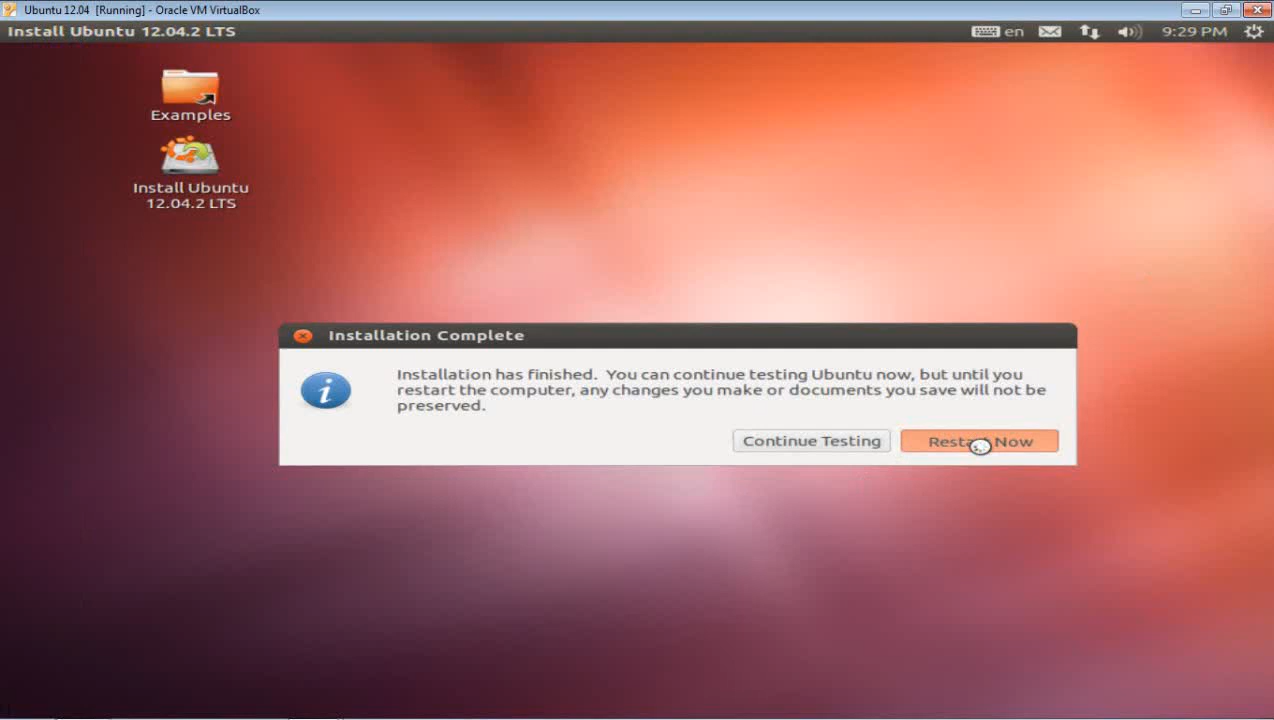 Ubuntu 12.04 [Running] - Oracle VM VirtualBox
Install Ubuntu 12.04.2 LTS
en
9:29 PM
Examples
Install Ubuntu
12.04.2 LTS
Installation Complete
Installation has finished. You can continue testing Ubuntu now, but until you
restart the computer, any changes you make or documents you save will not be
preserved.
Continue Testing
Restart Now